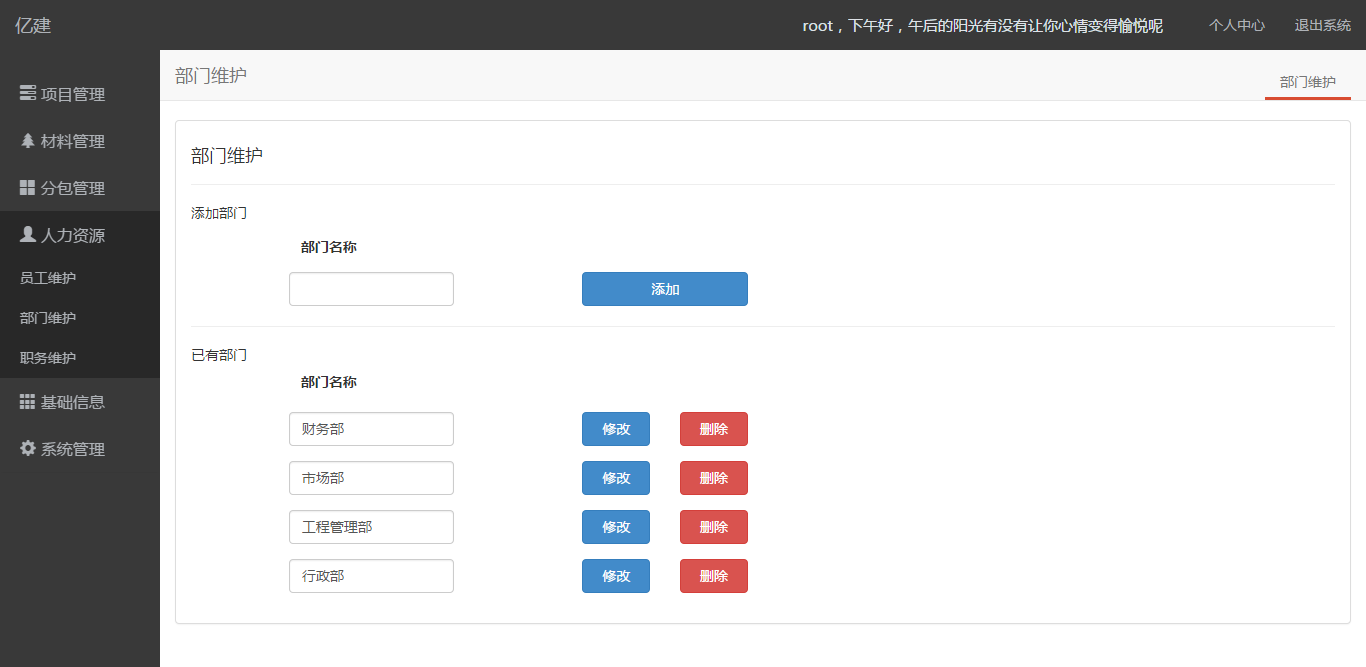 亿建
root，下午好，午后的阳光有没有让你心情变得愉悦呢
个人中心
退出系统
项目管理
材料管理
分包管理
人力资源
员工维护
部门维护
职务维护
基础信息
系统管理
部门维护
部门维护
部门维护
添加部门
部门名称
添加
已有部门
部门名称
财务部 修改 删除
市场部 修改 删除
工程管理部 修改 删除
行政部 修改 删除